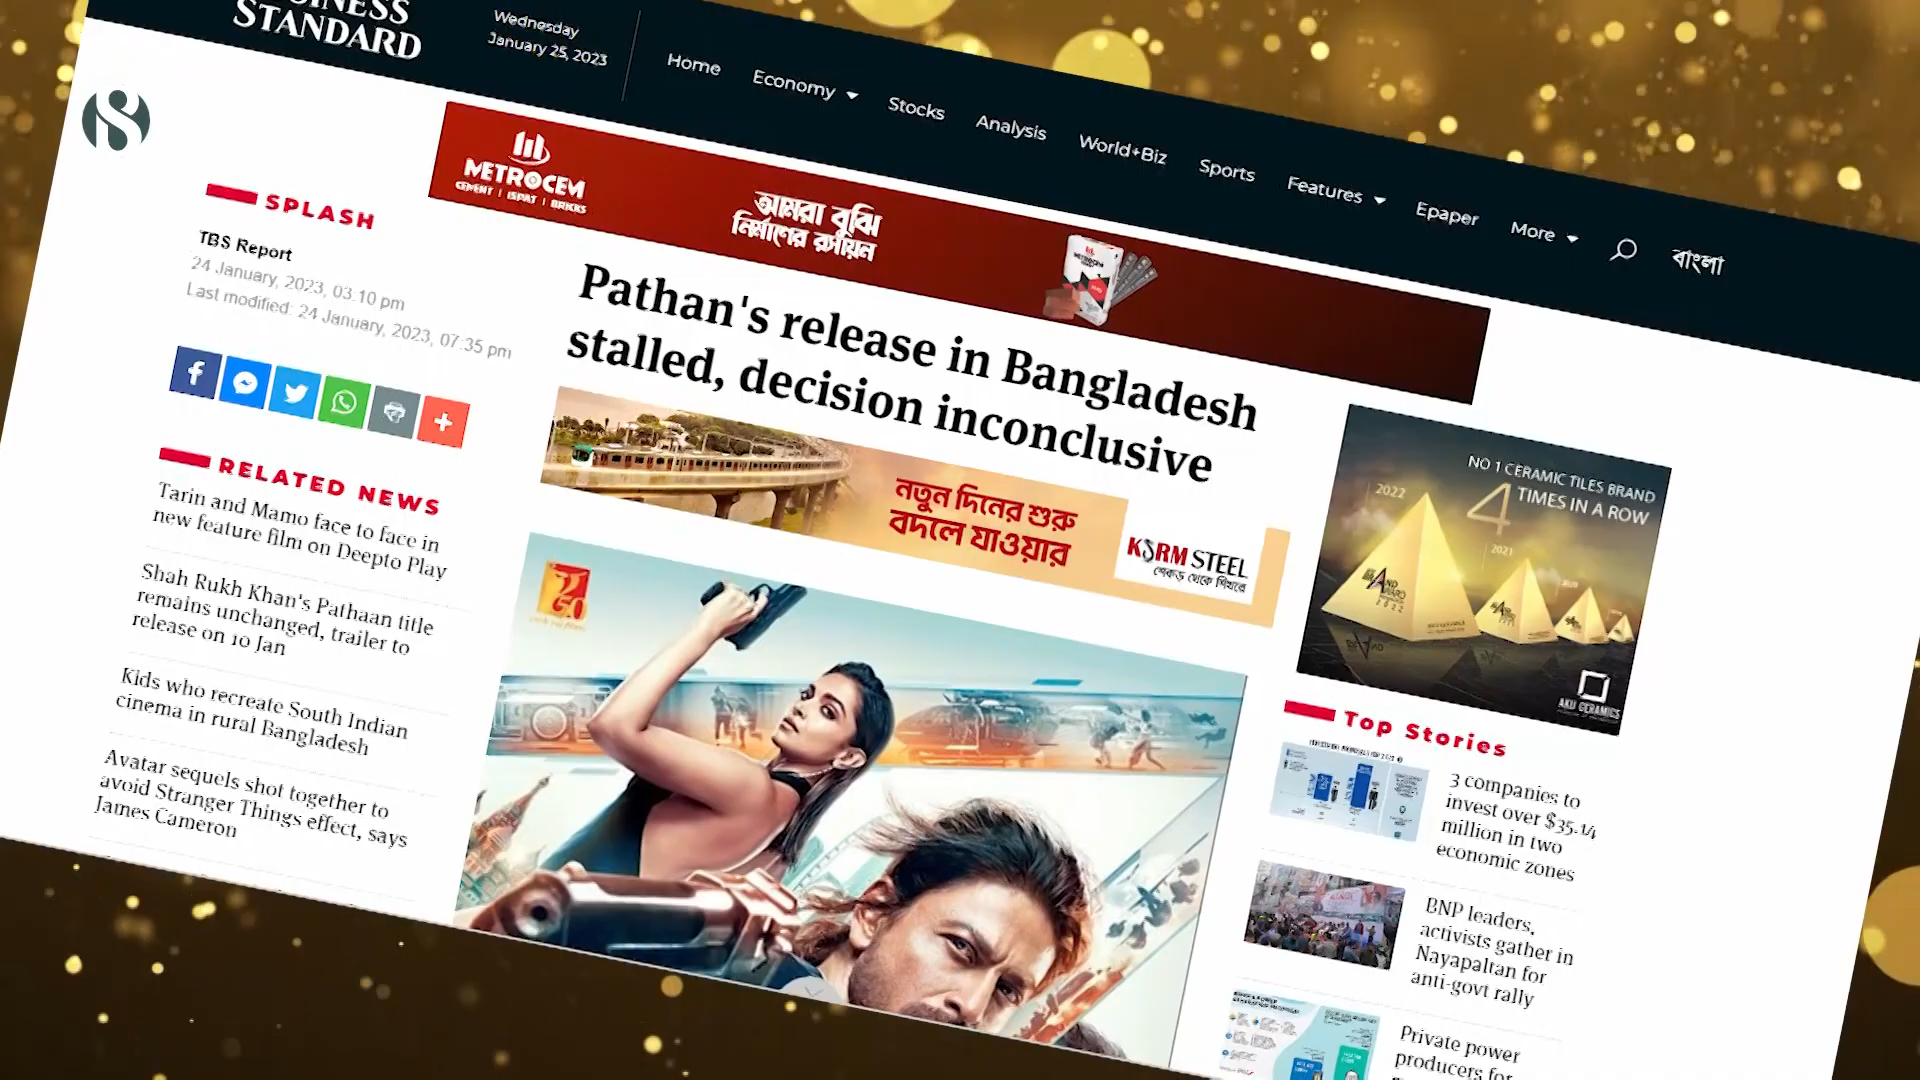 STANDARD
Wednesday
January 25, 2023
Home
Economy
Stocks
Analysis
World+Biz
Sports
Features
Epaper
More
বাংলা
METROCEM
CEMENT | ISPAT | BRICKS
আমরা বুঝি
নির্মাণের রসায়ন
SPLASH
TBS Report
24 January, 2023, 03:10 pm
Last modified: 24 January, 2023, 07:35 pm
Pathan's release in Bangladesh
stalled, decision inconclusive
নতুন দিনের শুরু
বদলে যাওয়ার
KSRM STEEL
শেকড় থেকে শিখরে
RELATED NEWS
Tarin and Mamo face to face in
new feature film on Deepto Play
Shah Rukh Khan's Pathaan title
remains unchanged, trailer to
release on 10 Jan
Kids who recreate South Indian
cinema in rural Bangladesh
Avatar sequels shot together to
avoid Stranger Things effect, says
James Cameron
50
NO 1 CERAMIC TILES BRAND
4 TIMES IN A ROW
2022
2021
AKIJ CERAMICS
Top Stories
3 companies to
invest over $35.14
million in two
economic zones
BNP leaders,
activists gather in
Nayapaltan for
anti-govt rally
Private power
producers for